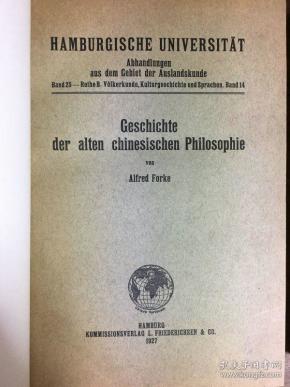 HAMBURGISCHE UNIVERSITÄT
Abhandlungen
aus dem Gebiet der Auslandskunde
Band 25 — Reihe B. Völkerkunde, Kulturgeschichte und Sprachen, Band 14
Geschichte
der alten chinesischen Philosophie
von
Alfred Forke
HAMBURG
KOMMISSIONSVERLAG L. FRIEDERICHSEN & CO.
1927